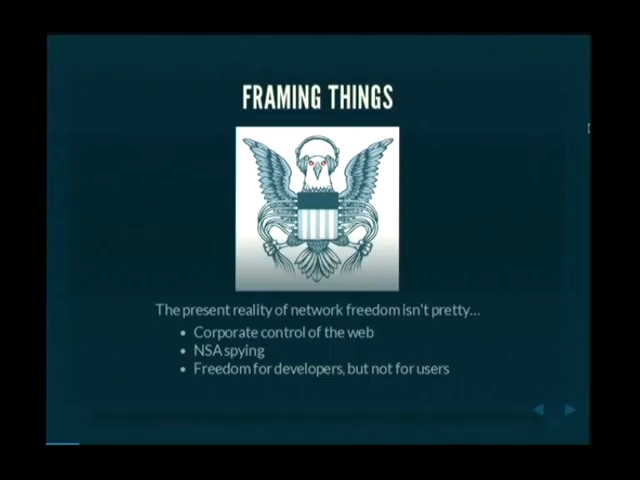 FRAMING THINGS
The present reality of network freedom isn't pretty...
• Corporate control of the web
• NSA spying
• Freedom for developers, but not for users